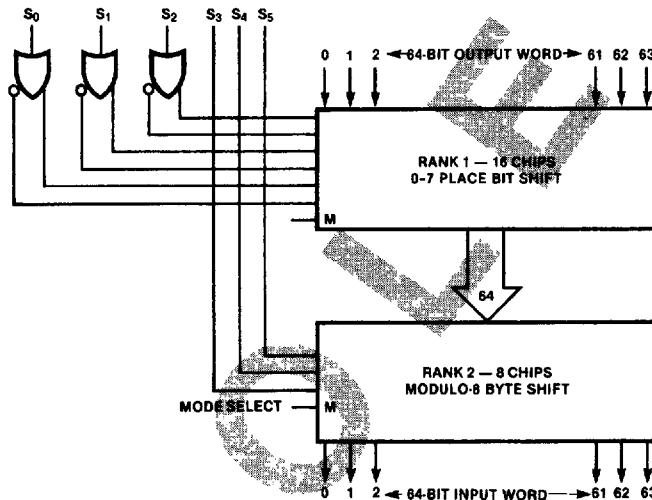 S0 S1 S2 S3 S4 S5
0 1 2 64-BIT OUTPUT WORD 61 62 63
RANK 1 — 16 CHIPS
0-7 PLACE BIT SHIFT
M
64
RANK 2 — 8 CHIPS
MODULO-8 BYTE SHIFT
MODE SELECT M
0 1 2 64-BIT INPUT WORD 61 62 63
OLE